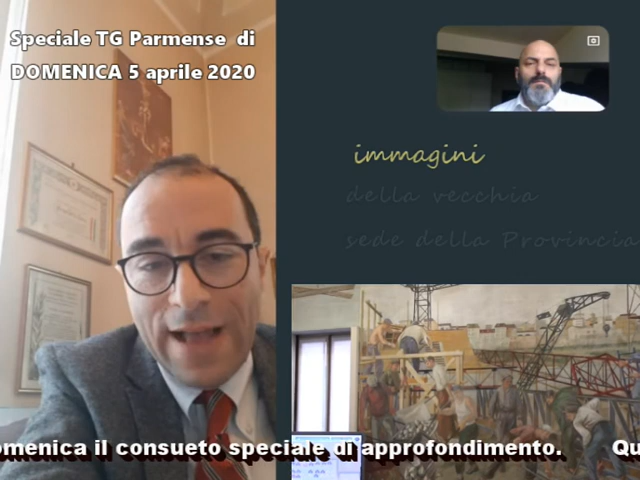 Speciale TG Parmense di
DOMENICA 5 aprile 2020
immagini
della vecchia
sede della Provincia
omenica il consueto speciale di approfondimento. Qu